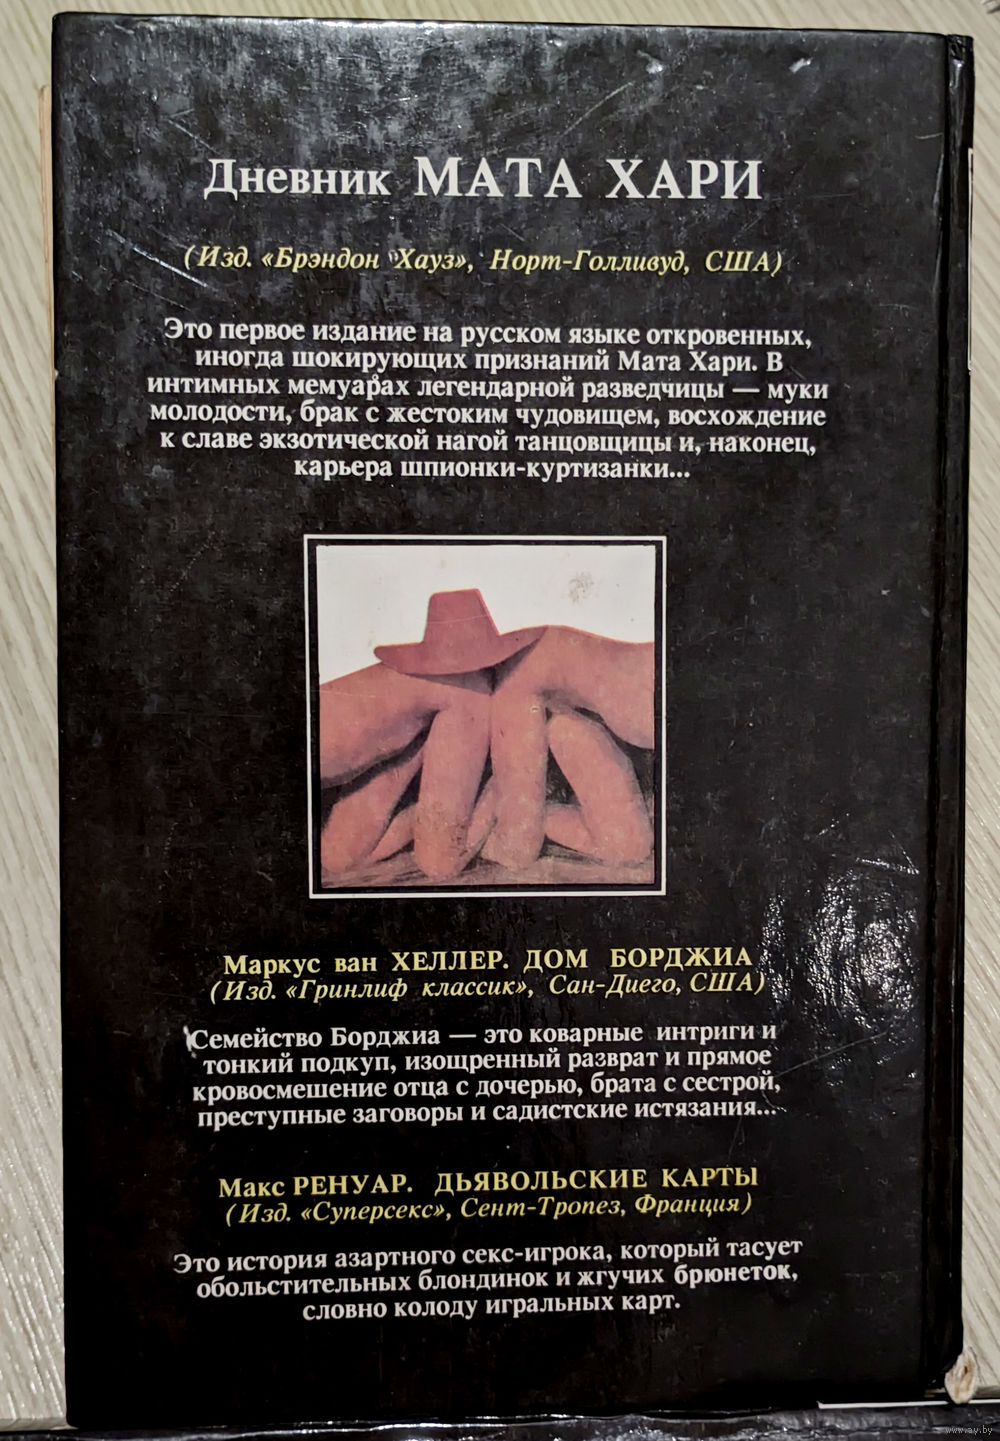 Дневник МАТА ХАРИ
(Изд. «Брэндон Хауз», Норт-Голливуд, США)
Это первое издание на русском языке откровенных,
иногда шокирующих признаний Мата Хари. В
интимных мемуарах легендарной разведчицы — муки
молодости, брак с жестоким чудовищем, восхождение
к славе экзотической нагой танцовщицы и, наконец,
карьера шпионки-куртизанки...
Маркус ван ХЕЛЛЕР. ДОМ БОРДЖИА
(Изд. «Гринлиф классик», Сан-Диего, США)
Семейство Борджиа — это коварные интриги и
тонкий подкуп, изощренный разврат и прямое
кровосмешение отца с дочерью, брата с сестрой,
преступные заговоры и садистские истязания...
Макс РЕНУАР. ДЬЯВОЛЬСКИЕ КАРТЫ
(Изд. «Суперсекс», Сент-Тропез, Франция)
Это история азартного секс-игрока, который тасует
обольстительных блондинок и жгучих брюнеток,
словно колоду игральных карт.
www.ay.by